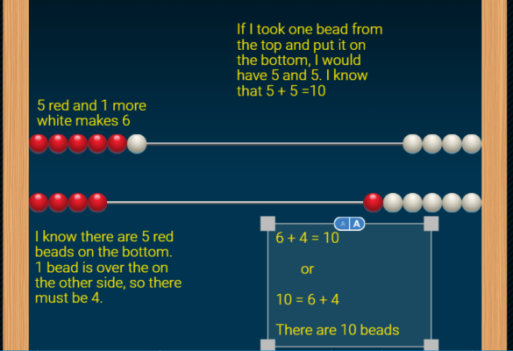 If I took one bead from
the top and put it on
the bottom, I would
have 5 and 5. I know
that 5 + 5 =10
5 red and 1 more
white makes 6
I know there are 5 red
beads on the bottom.
1 bead is over the on
the other side, so there
must be 4.
A A
6 + 4 = 10
or
10 = 6 + 4
There are 10 beads